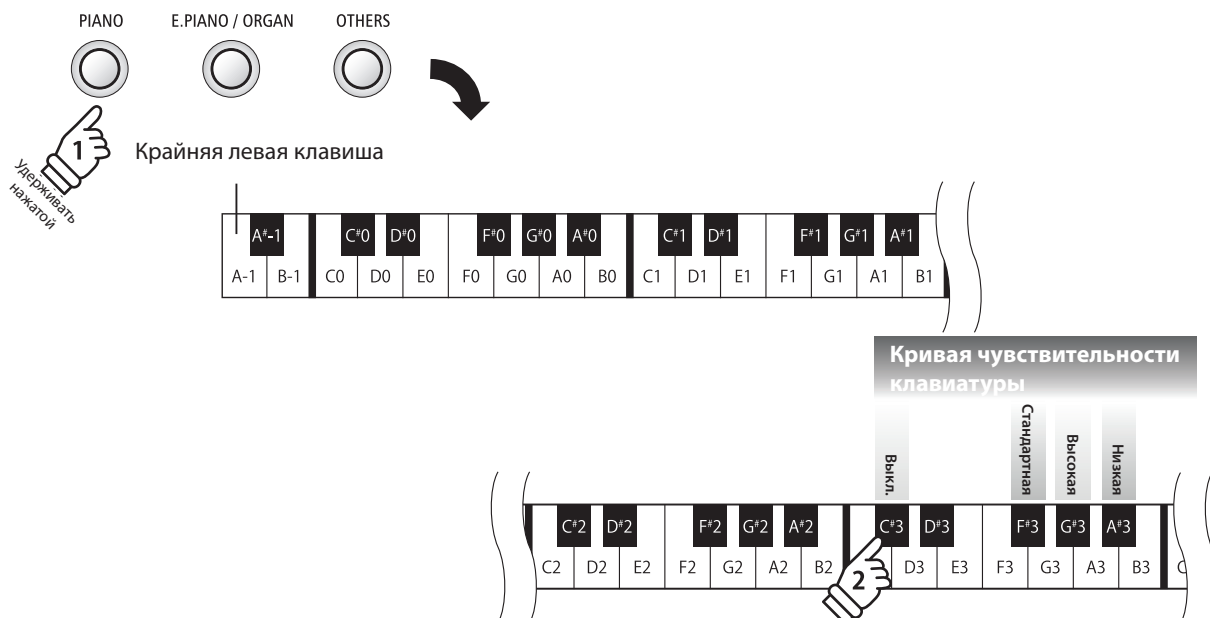 PIANO E.PIANO / ORGAN OTHERS
1
Удерживать
нажатой
Крайняя левая клавиша
A#-1 C#0 D#0 F#0 G#0 A#0 C#1 D#1 F#1 G#1 A#1
A-1 B-1 C0 D0 E0 F0 G0 A0 B0 C1 D1 E1 F1 G1 A1 B1
Кривая чувствительности
клавиатуры
Выкл. Стандартная Высокая Низкая
C#2 D#2 F#2 G#2 A#2 C#3 D#3 F#3 G#3 A#3
C2 D2 E2 F2 G2 A2 B2 D3 E3 F3 G3 A3 B3
2